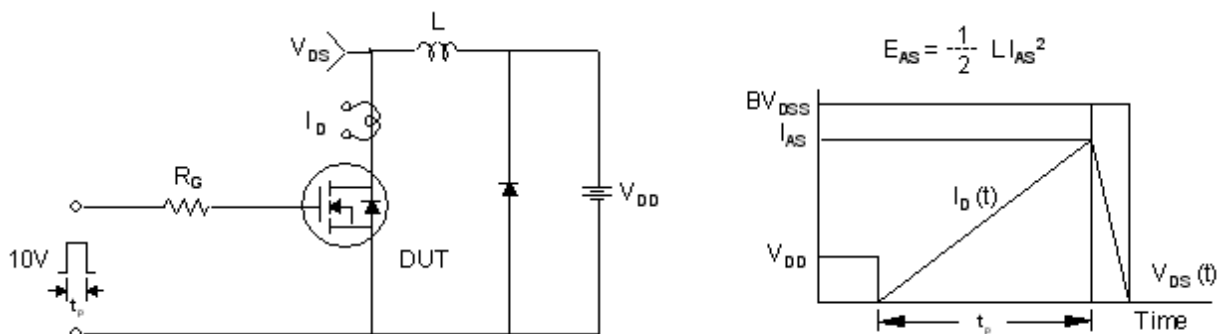 L
V_DS
I_D
R_G
V_DD
10V
DUT
t_p
E_AS = 1/2 L I_AS²
BV_DSS
I_AS
I_D (t)
V_DD
V_DS (t)
t_p
Time